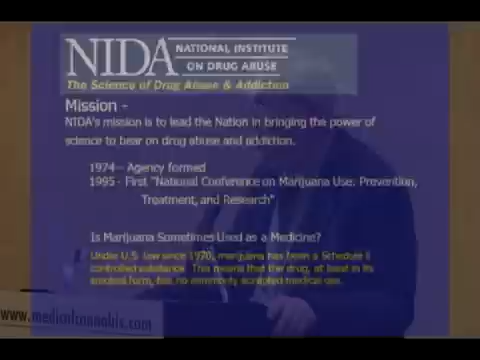 NIDA NATIONAL INSTITUTE
ON DRUG ABUSE
The Science of Drug Abuse & Addiction
Mission -
NIDA's mission is to lead the Nation in bringing the power of
science to bear on drug abuse and addiction.
1974 - Agency formed
1995 - First "National Conference on Marijuana Use: Prevention,
Treatment, and Research"
Is Marijuana Sometimes Used as a Medicine?
Under U.S. law since 1970, marijuana has been a Schedule I
controlled substance. This means that the drug, at least in its
smoked form, has no commonly accepted medical use.
www.medicalcannabis.com